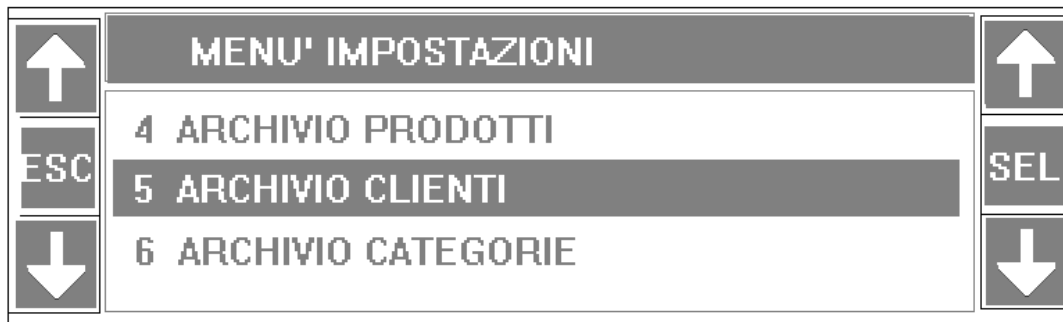 MENU' IMPOSTAZIONI
4 ARCHIVIO PRODOTTI
ESC
5 ARCHIVIO CLIENTI
SEL
6 ARCHIVIO CATEGORIE